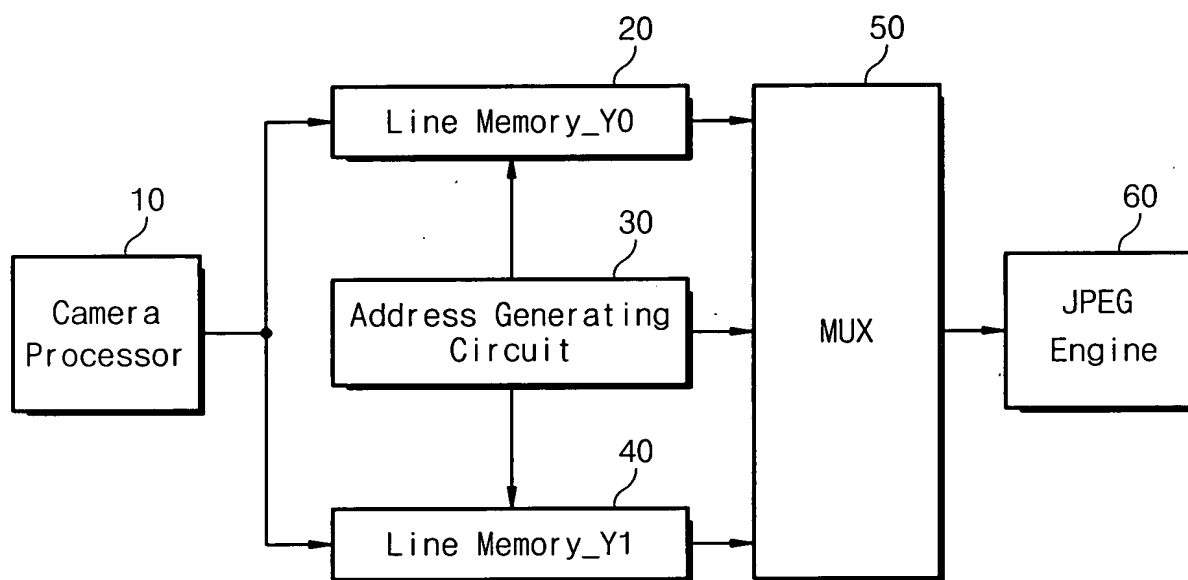 20
Line Memory_Y0
50
10
Camera
Processor
30
Address Generating
Circuit
MUX
60
JPEG
Engine
40
Line Memory_Y1